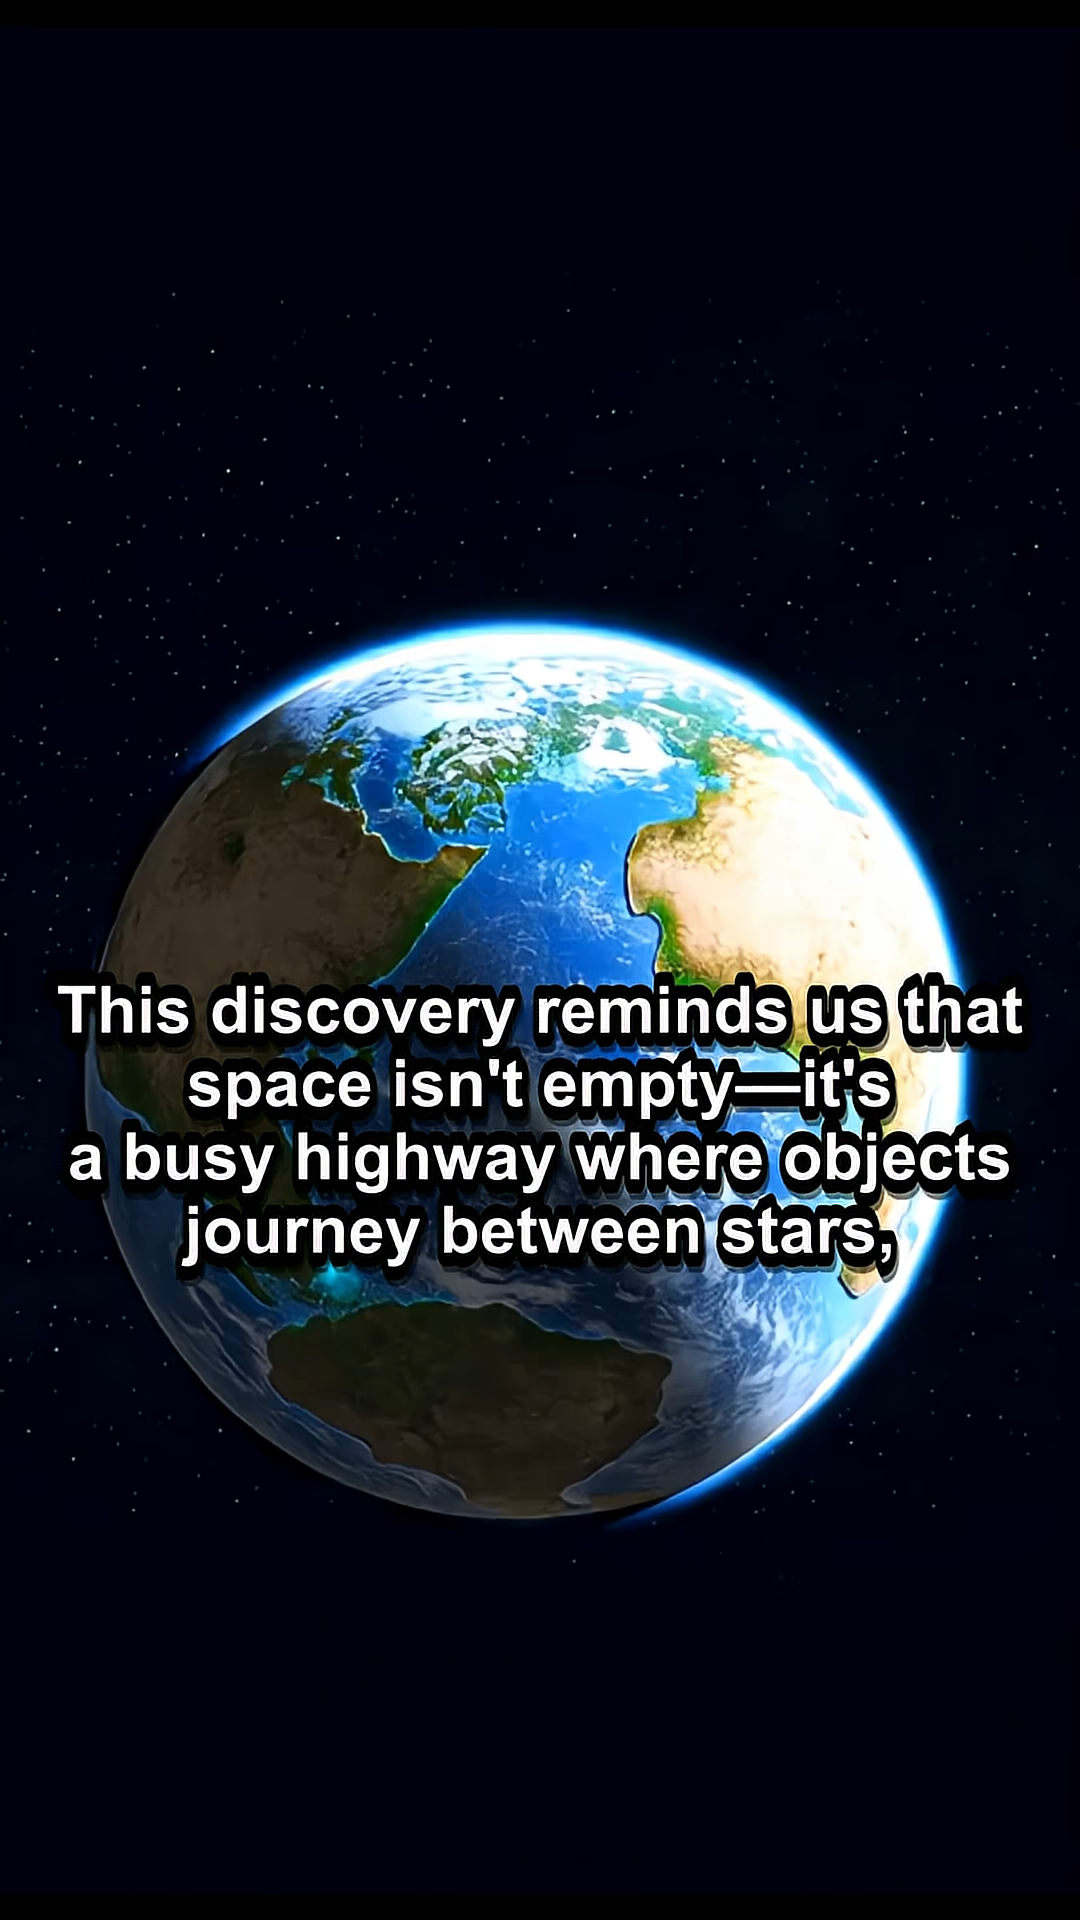 This discovery reminds us that
space isn't empty—it's
a busy highway where objects
journey between stars,